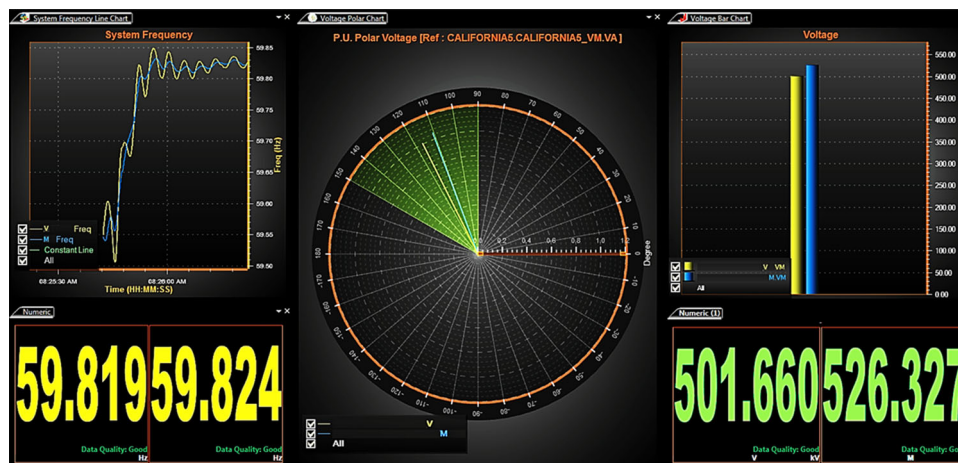 System Frequency Line Chart
System Frequency
59.85
59.80
59.75
59.70
59.65
59.60
59.55
59.50
Freq (Hz)
V Freq
M Freq
Constant Line
All
08:25:30 AM
08:26:00 AM
Time (HH:MM:SS)
Voltage Polar Chart
P.U. Polar Voltage [Ref : CALIFORNIA5.CALIFORNIA5_VM.VA]
90
80
70
60
50
40
30
20
10
0
-10
-20
-30
-40
-50
-60
-70
-80
-90
-100
-110
-120
-130
-140
-150
-160
-170
180
170
160
150
140
130
120
110
100
0.0 0.2 0.4 0.6 0.8 1.0 1.2
Degree
V
M
All
Voltage Bar Chart
Voltage
550.00
500.00
450.00
400.00
350.00
300.00
250.00
200.00
150.00
100.00
50.00
0.00
V VM
M.VM
All
Numeric
59.819
Data Quality: Good
Hz
59.824
Data Quality: Good
Hz
Numeric (1)
501.660
Data Quality: Good
V kV
526.327
Data Quality: Good
M